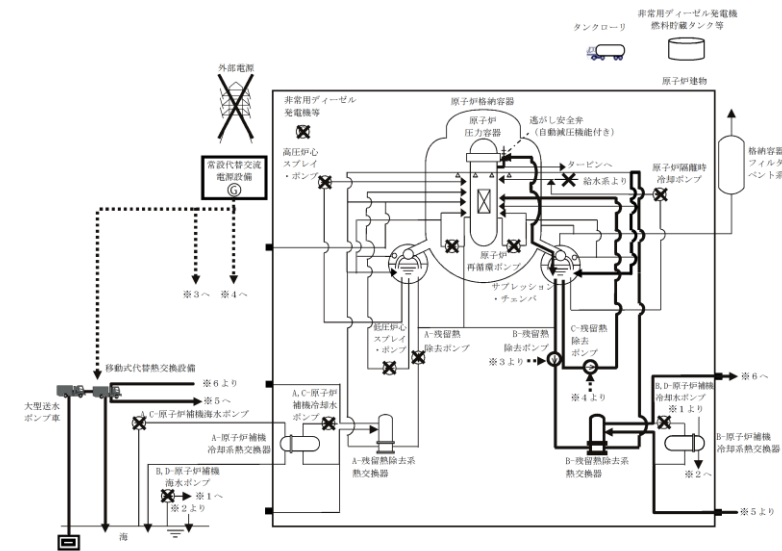 非常用ディーゼル発電機
燃料貯蔵タンク等
タンクローリ
外部電源
原子炉建物
非常用ディーゼル
発電機等
原子炉格納容器
原子炉
圧力容器
逃がし安全弁
(自動減圧機能付き)
高圧炉心
スプレイ
・ポンプ
タービンへ
給水系より
原子炉隔離時
冷却ポンプ
格納容器
フィルタ
ベント系
常設代替交流
電源設備
G
※3へ
※4へ
原子炉
再循環ポンプ
サプレッション
・チェンバ
低圧炉心
スプレイ
・ポンプ
A-残留熱
除去ポンプ
B-残留熱
除去ポンプ
※3より
C-残留熱
除去
ポンプ
※4より
移動式代替熱交換設備
※6より
※5へ
大型送水
ポンプ車
A,C-原子炉補機海水ポンプ
A,C-原子炉
補機冷却水
ポンプ
A-原子炉補機
冷却系熱交換器
A-残留熱除去系
熱交換器
B-残留熱除去系
熱交換器
※6へ
B,D-原子炉補機
冷却水ポンプ
※1より
B-原子炉補機
冷却系熱交換器
※2へ
B,D-原子炉補機
海水ポンプ
※1へ
※2より
海
※5より